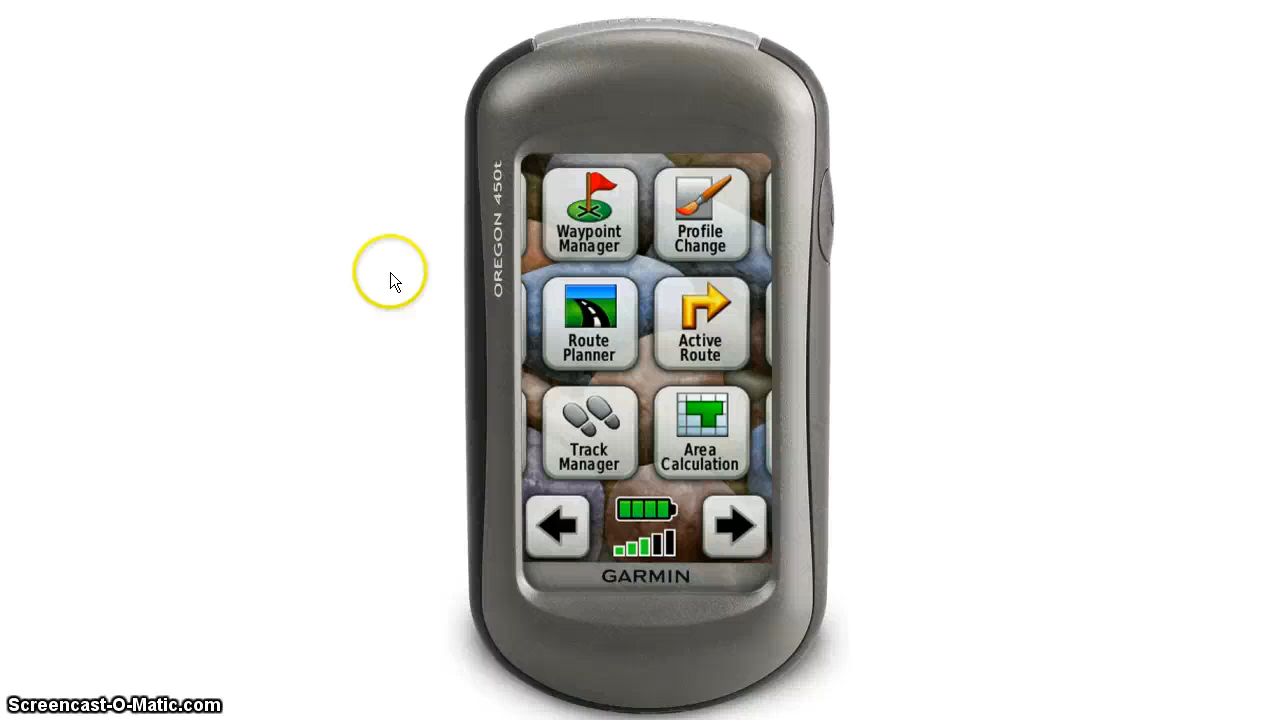 OREGON 450t
Waypoint
Manager
Profile
Change
Route
Planner
Active
Route
Track
Manager
Area
Calculation
GARMIN
Screencast-O-Matic.com